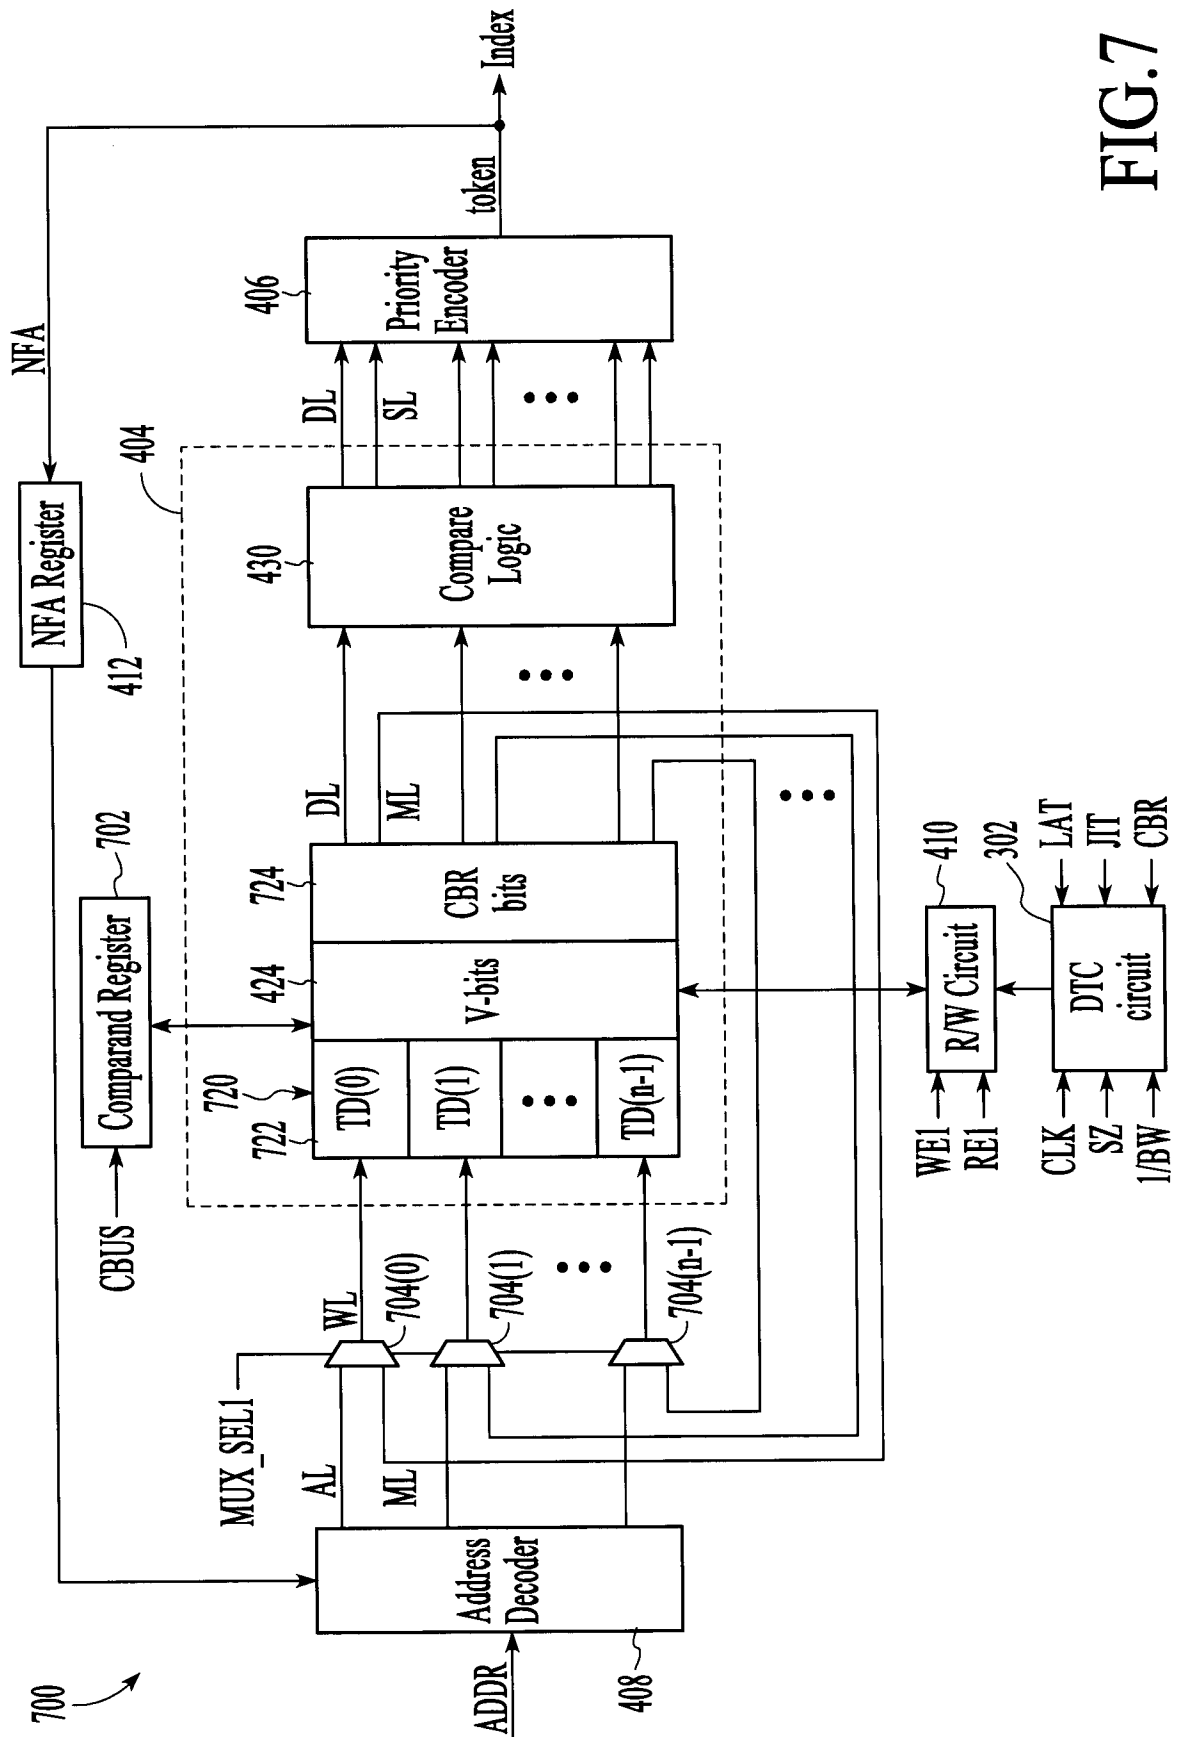 700
NFA
NFA Register
412
Index
token
CBUS
Comparand Register
702
404
MUX_SEL1
AL
ML
WL
704(0)
704(1)
704(n-1)
720
722
TD(0)
TD(1)
TD(n-1)
424
V-bits
724
CBR
bits
DL
ML
430
Compare
Logic
DL
SL
406
Priority
Encoder
ADDR
Address
Decoder
408
WE1
RE1
R/W Circuit
410
CLK
SZ
1/BW
DTC
circuit
302
LAT
JIT
CBR
FIG.7